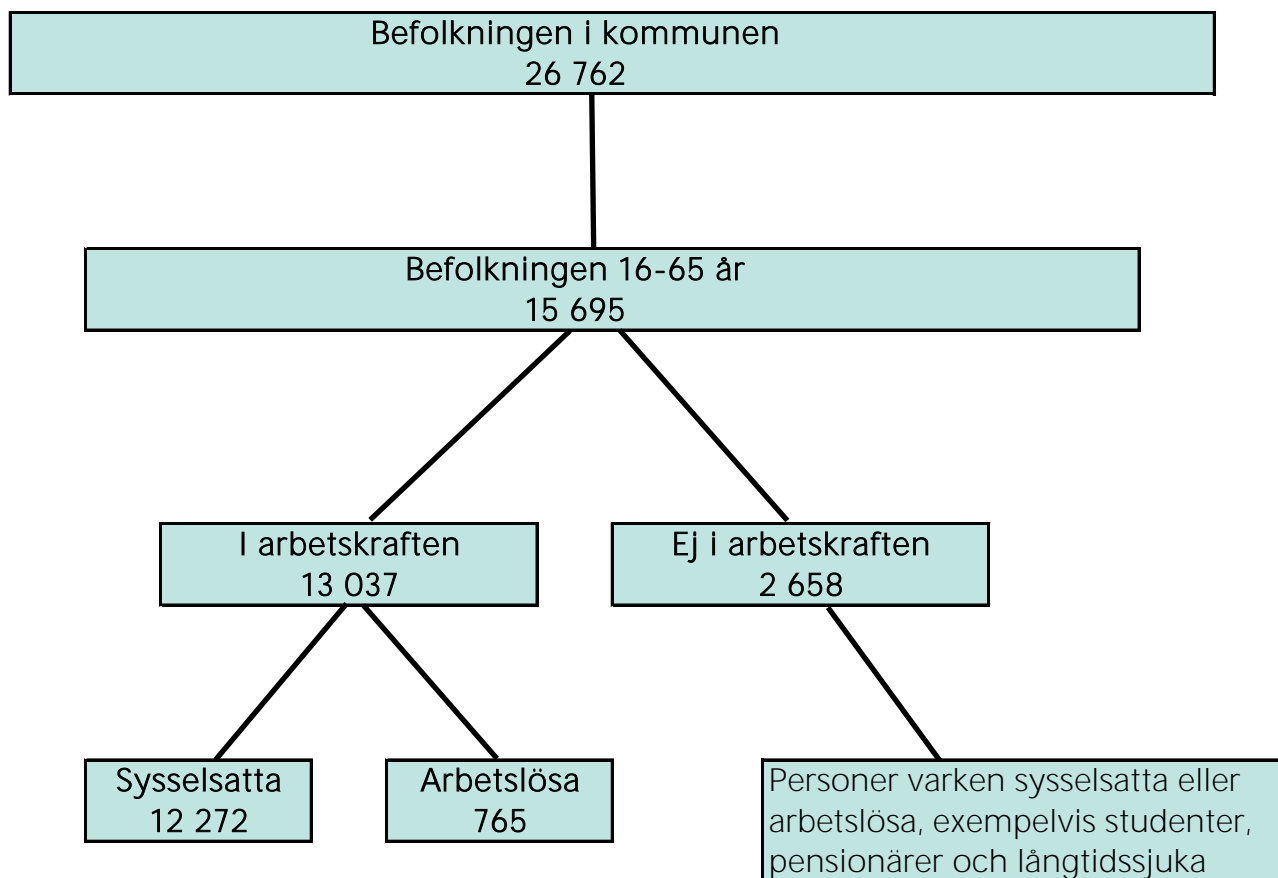 Befolkningen i kommunen
26 762
Befolkningen 16-65 år
15 695
I arbetskraften
13 037
Ej i arbetskraften
2 658
Sysselsatta
12 272
Arbetslösa
765
Personer varken sysselsatta eller
arbetslösa, exempelvis studenter,
pensionärer och långtidssjuka